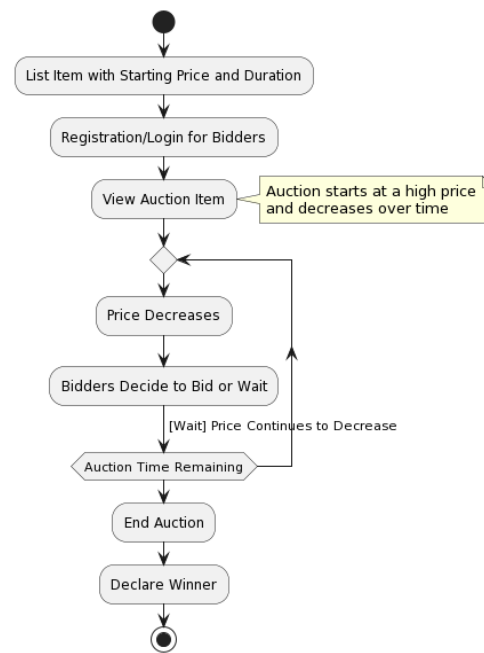 List Item with Starting Price and Duration
Registration/Login for Bidders
View Auction Item
Auction starts at a high price
and decreases over time
Price Decreases
Bidders Decide to Bid or Wait
[Wait] Price Continues to Decrease
Auction Time Remaining
End Auction
Declare Winner